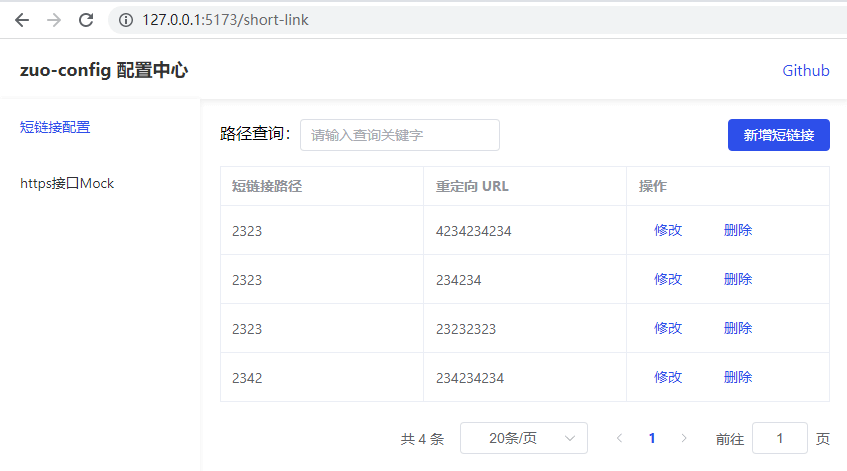 127.0.0.1:5173/short-link
zuo-config 配置中心 Github
短链接配置
https接口Mock
路径查询： 请输入查询关键字 新增短链接
短链接路径 重定向 URL 操作
2323 4234234234 修改 删除
2323 234234 修改 删除
2323 23232323 修改 删除
2342 234234234 修改 删除
共 4 条 20条/页 1 前往 1 页